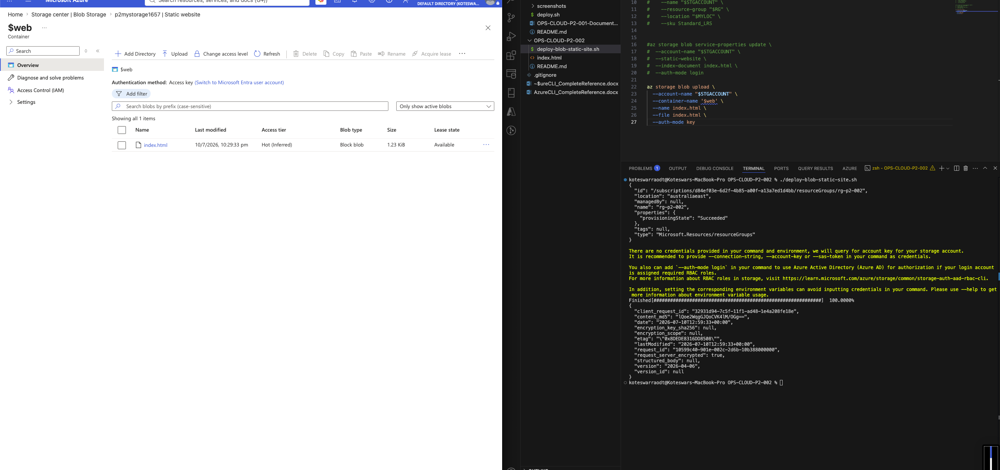 Microsoft Azure
Search resources, services, and docs (G+/)
DEFAULT DIRECTORY (KOTESWA...
Home > Storage center | Blob Storage > p2mystorage1657 | Static website
$web ...
Container
Search
Overview
Diagnose and solve problems
Access Control (IAM)
Settings
Add Directory Upload Change access level Refresh Delete Copy Paste Rename Acquire lease ...
$web
Authentication method: Access key (Switch to Microsoft Entra user account)
Add filter
Search blobs by prefix (case-sensitive)
Only show active blobs
Showing all 1 items
Name Last modified Access tier Blob type Size Lease state
index.html 10/7/2026, 10:29:33 pm Hot (Inferred) Block blob 1.23 KiB Available ...
screenshots
$ deploy.sh
OPS-CLOUD-P2-001-Document...
README.md
OPS-CLOUD-P2-002
$ deploy-blob-static-site.sh
index.html
README.md
.gitignore
~$ureCLI_CompleteReference.docx
AzureCLI_CompleteReference.docx
10 # --name "$STGACCOUNT" \
11 # --resource-group "$RG" \
12 # --location "$MYLOC" \
13 # --sku Standard_LRS
14
15
16 #az storage blob service-properties update \
17 # --account-name "$STGACCOUNT" \
18 # --static-website \
19 # --index-document index.html \
20 # --auth-mode login
21
22 az storage blob upload \
23 --account-name "$STGACCOUNT" \
24 --container-name '$web' \
25 --name index.html \
26 --file index.html \
27 --auth-mode key
PROBLEMS 1 OUTPUT DEBUG CONSOLE TERMINAL PORTS QUERY RESULTS AZURE zsh - OPS-CLOUD-P2-002
koteswarraodt@Koteswars-MacBook-Pro OPS-CLOUD-P2-002 % ./deploy-blob-static-site.sh
{
"id": "/subscriptions/d84ef03e-6d2f-4b85-a00f-a13a7ed1d4bb/resourceGroups/rg-p2-002",
"location": "australiaeast",
"managedBy": null,
"name": "rg-p2-002",
"properties": {
"provisioningState": "Succeeded"
},
"tags": null,
"type": "Microsoft.Resources/resourceGroups"
}
There are no credentials provided in your command and environment, we will query for account key for your storage account.
It is recommended to provide --connection-string, --account-key or --sas-token in your command as credentials.
You also can add `--auth-mode login` in your command to use Azure Active Directory (Azure AD) for authorization if your login account
is assigned required RBAC roles.
For more information about RBAC roles in storage, visit https://learn.microsoft.com/azure/storage/common/storage-auth-aad-rbac-cli.
In addition, setting the corresponding environment variables can avoid inputting credentials in your command. Please use --help to get
more information about environment variable usage.
Finished[#############################################################] 100.0000%
{
"client_request_id": "32931d94-7c5f-11f1-ad48-1e4a208fe18e",
"content_md5": "lQoe2WqgGJQoCVK4lM/OGg==",
"date": "2026-07-10T12:59:33+00:00",
"encryption_key_sha256": null,
"encryption_scope": null,
"etag": "\"0x8DEDE8316DD8508\"",
"lastModified": "2026-07-10T12:59:33+00:00",
"request_id": "10599c40-901e-002c-2d6b-10b388000000",
"request_server_encrypted": true,
"structured_body": null,
"version": "2026-04-06",
"version_id": null
}
koteswarraodt@Koteswars-MacBook-Pro OPS-CLOUD-P2-002 %